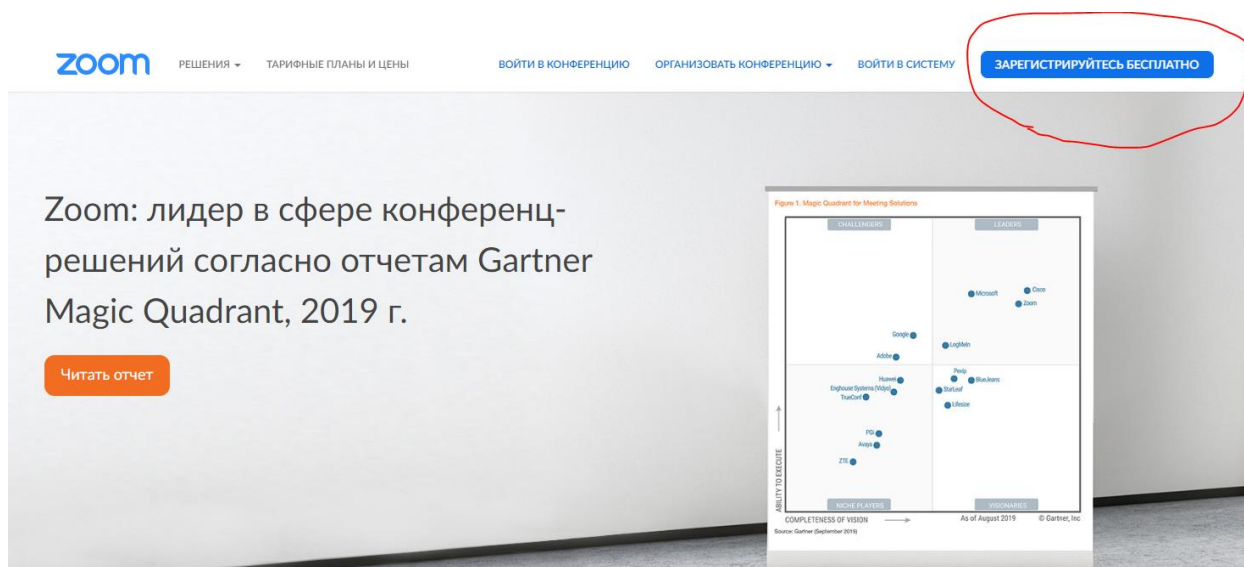 zoom
РЕШЕНИЯ
ТАРИФНЫЕ ПЛАНЫ И ЦЕНЫ
ВОЙТИ В КОНФЕРЕНЦИЮ
ОРГАНИЗОВАТЬ КОНФЕРЕНЦИЮ
ВОЙТИ В СИСТЕМУ
ЗАРЕГИСТРИРУЙТЕСЬ БЕСПЛАТНО
Zoom: лидер в сфере конференц-
решений согласно отчетам Gartner
Magic Quadrant, 2019 г.
Читать отчет
Figure 1. Magic Quadrant for Meeting Solutions
CHALLENGERS
LEADERS
Microsoft
Cisco
Zoom
Google
LogMeIn
Adobe
Pexip
Huawei
BlueJeans
Enghouse Systems (Vidyo)
StarLeaf
TrueConf
Lifesize
PGi
Avaya
ZTE
ABILITY TO EXECUTE
NICHE PLAYERS
VISIONARIES
COMPLETENESS OF VISION
As of August 2019
© Gartner, Inc
Source: Gartner (September 2019)